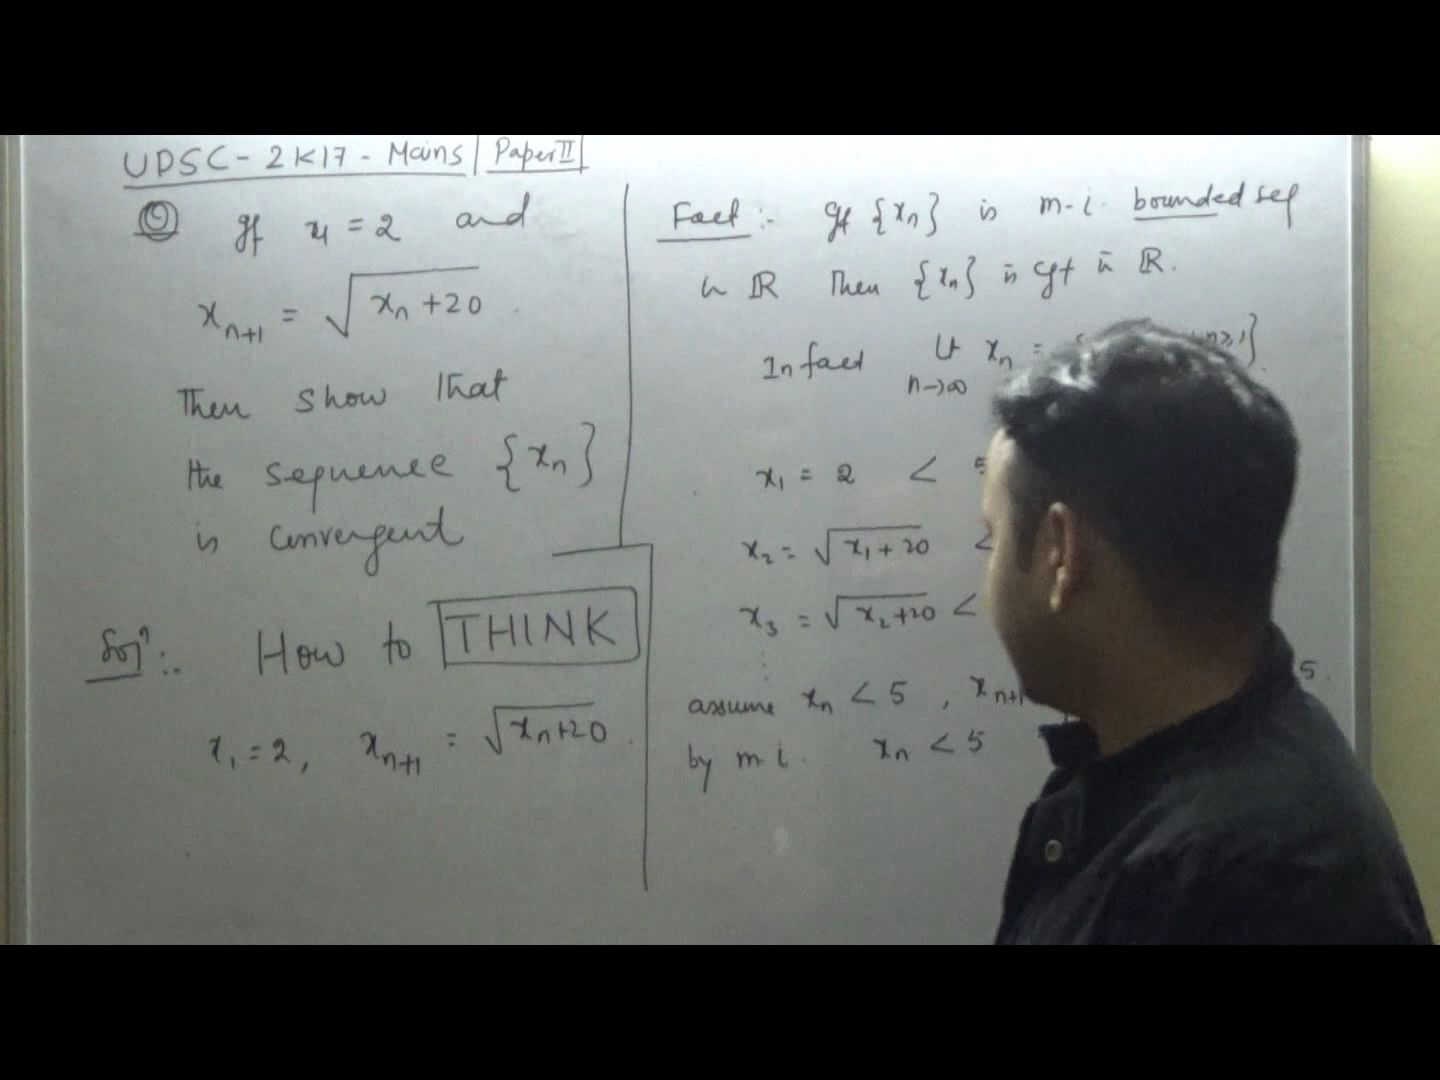 UPSC - 2K17 - Mains | Paper II
Q If x₁ = 2 and
xₙ₊₁ = √(xₙ + 20)
Then show that
the sequence {xₙ}
is convergent
Solⁿ:. How to THINK
x₁ = 2, xₙ₊₁ = √(xₙ+20)
Fact :- If {xₙ} is m-i. bounded seq
in ℝ Then {xₙ} is cgt in ℝ.
In fact lt xₙ = n≥1}.
n→∞
x₁ = 2 < 5
x₂ = √(x₁ + 20) <
x₃ = √(x₂+20) <
⋮
assume xₙ < 5 , xₙ₊₁ 5.
by m.i. xₙ < 5